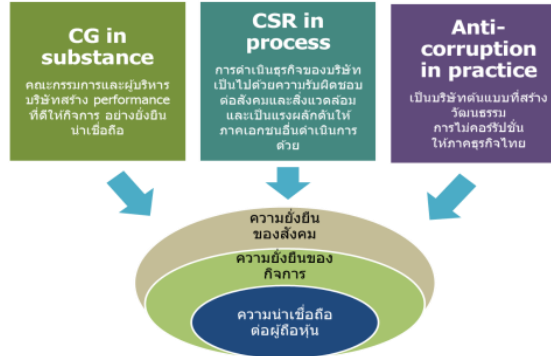 CG in
substance
คณะกรรมการและผู้บริหาร
บริษัทสร้าง performance
ที่ดีให้กิจการ อย่างยั่งยืน
น่าเชื่อถือ
CSR in
process
การดำเนินธุรกิจของบริษัท
เป็นไปด้วยความรับผิดชอบ
ต่อสังคมและสิ่งแวดล้อม
และเป็นแรงผลักดันให้
ภาคเอกชนอื่นดำเนินการ
ด้วย
Anti-
corruption
in practice
เป็นบริษัทต้นแบบที่สร้าง
วัฒนธรรม
การไม่คอร์รัปชั่น
ให้ภาคธุรกิจไทย
ความยั่งยืน
ของสังคม
ความยั่งยืนของ
กิจการ
ความน่าเชื่อถือ
ต่อผู้ถือหุ้น